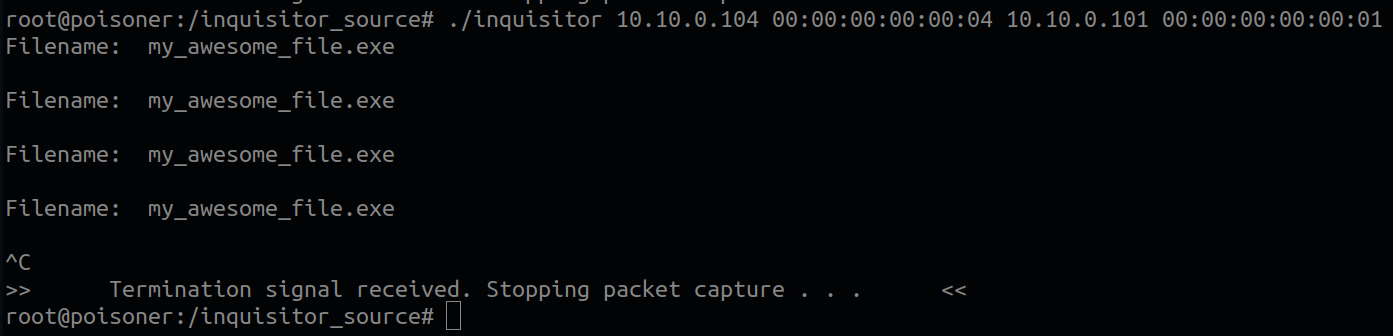 root@poisoner:/inquisitor_source# ./inquisitor 10.10.0.104 00:00:00:00:00:04 10.10.0.101 00:00:00:00:00:01
Filename:  my_awesome_file.exe
Filename:  my_awesome_file.exe
Filename:  my_awesome_file.exe
Filename:  my_awesome_file.exe
^C
>>      Termination signal received. Stopping packet capture . . .      <<
root@poisoner:/inquisitor_source#